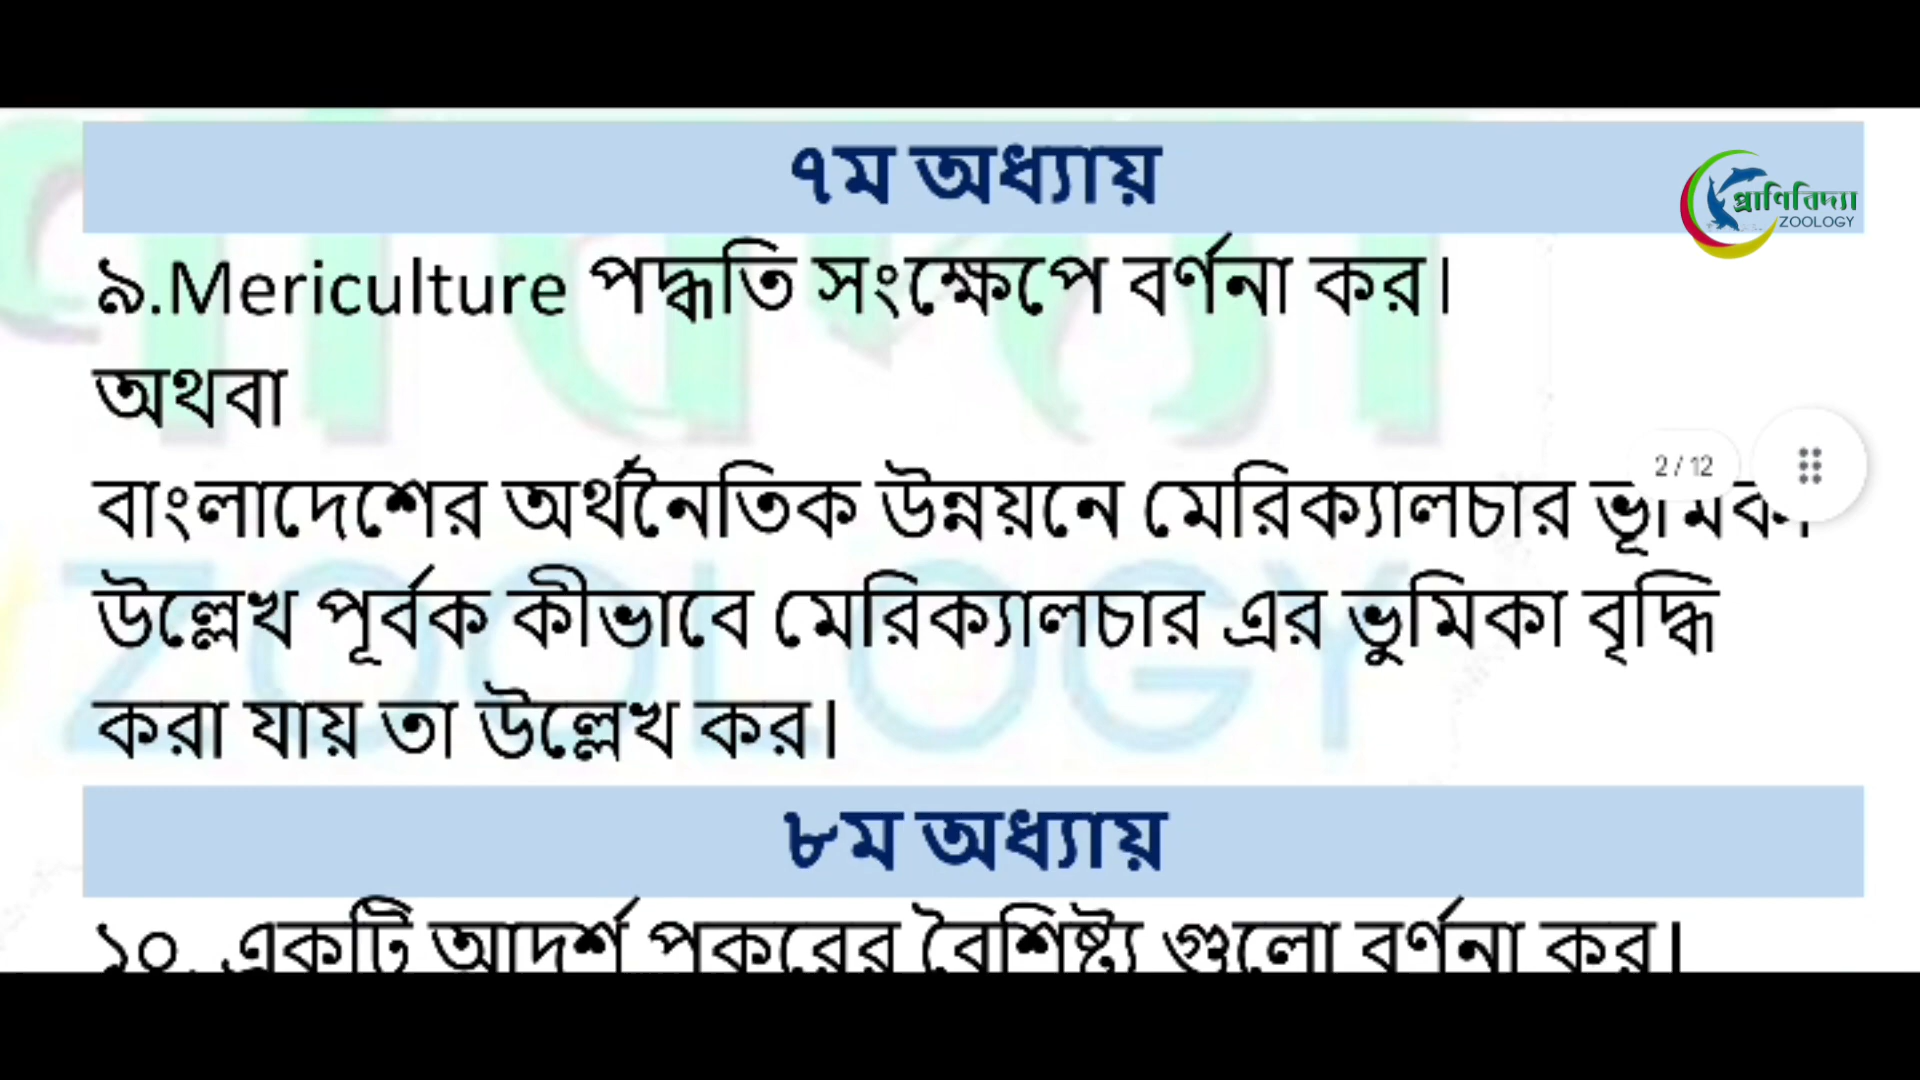 ৭ম অধ্যায়
প্রাণিবিদ্যা
ZOOLOGY
৯.Mericulture পদ্ধতি সংক্ষেপে বর্ণনা কর।
অথবা
2 / 12
বাংলাদেশের অর্থনৈতিক উন্নয়নে মেরিক্যালচার ভূমিকা
উল্লেখ পূর্বক কীভাবে মেরিক্যালচার এর ভুমিকা বৃদ্ধি
করা যায় তা উল্লেখ কর।
ZOOLOGY
৮ম অধ্যায়
১০. একটি আদর্শ পুকুরের বৈশিষ্ট্য গুলো বর্ণনা কর।